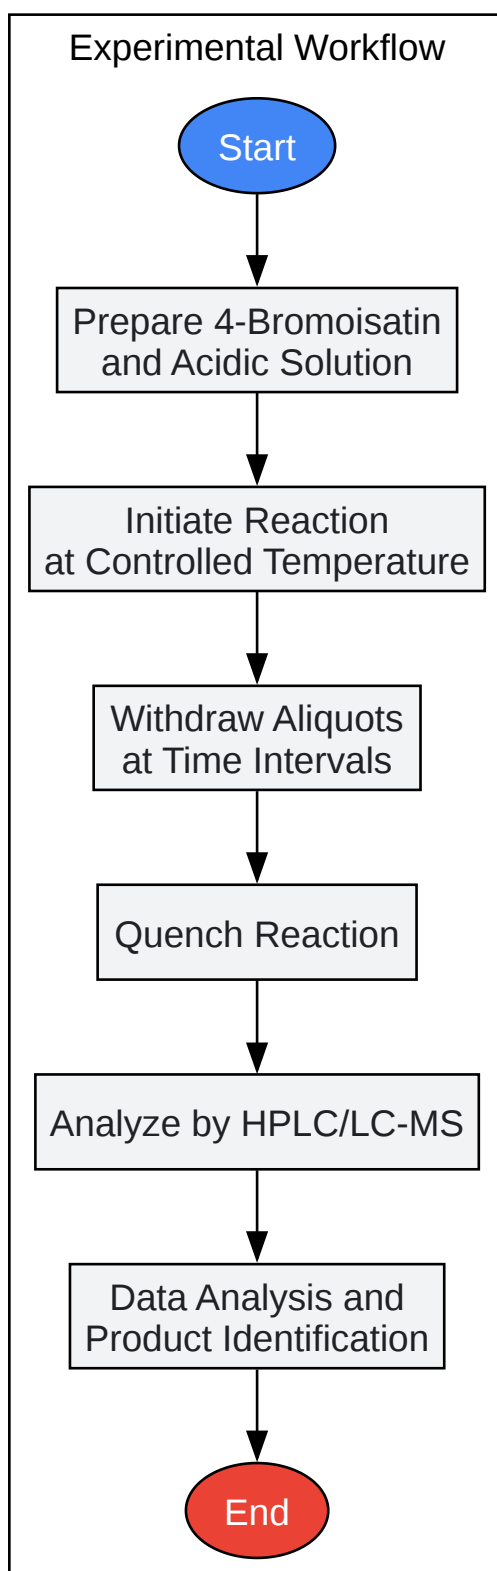 Experimental Workflow
Start
Prepare 4-Bromoisatin
and Acidic Solution
Initiate Reaction
at Controlled Temperature
Withdraw Aliquots
at Time Intervals
Quench Reaction
Analyze by HPLC/LC-MS
Data Analysis and
Product Identification
End